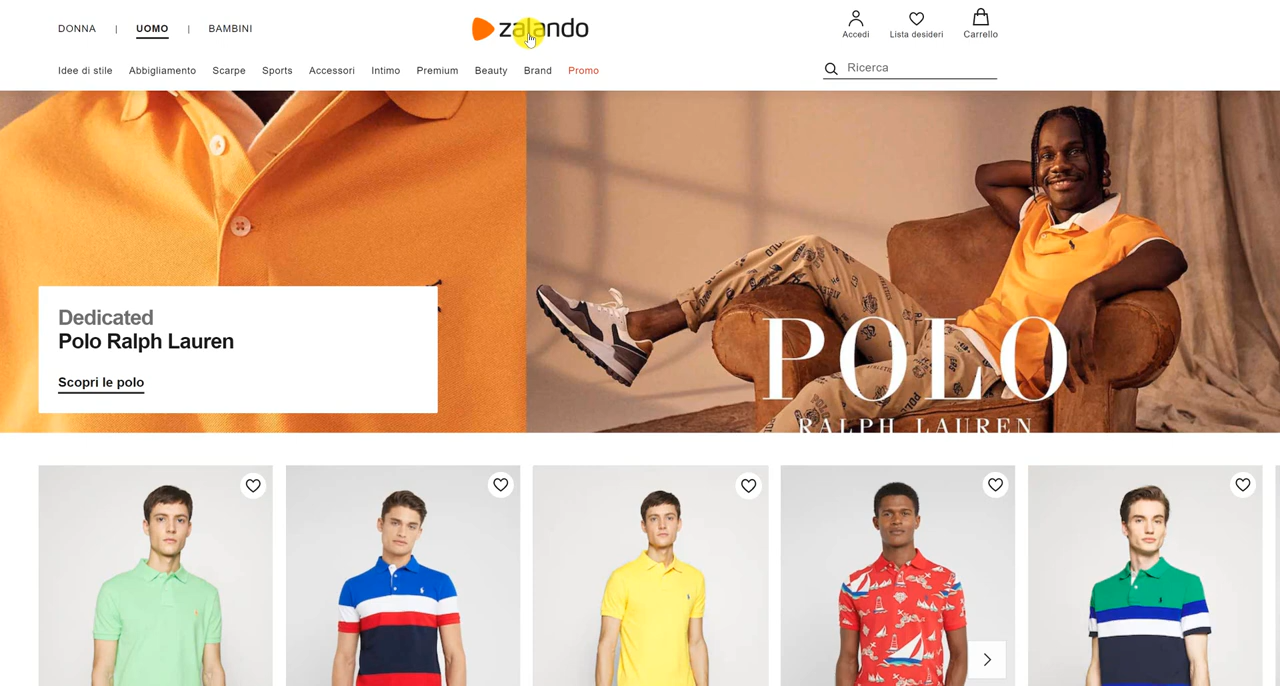 DONNA | UOMO | BAMBINI
zalando
Accedi Lista desideri Carrello
Idee di stile Abbigliamento Scarpe Sports Accessori Intimo Premium Beauty Brand Promo
Ricerca
Dedicated
Polo Ralph Lauren
Scopri le polo
POLO
RALPH LAUREN